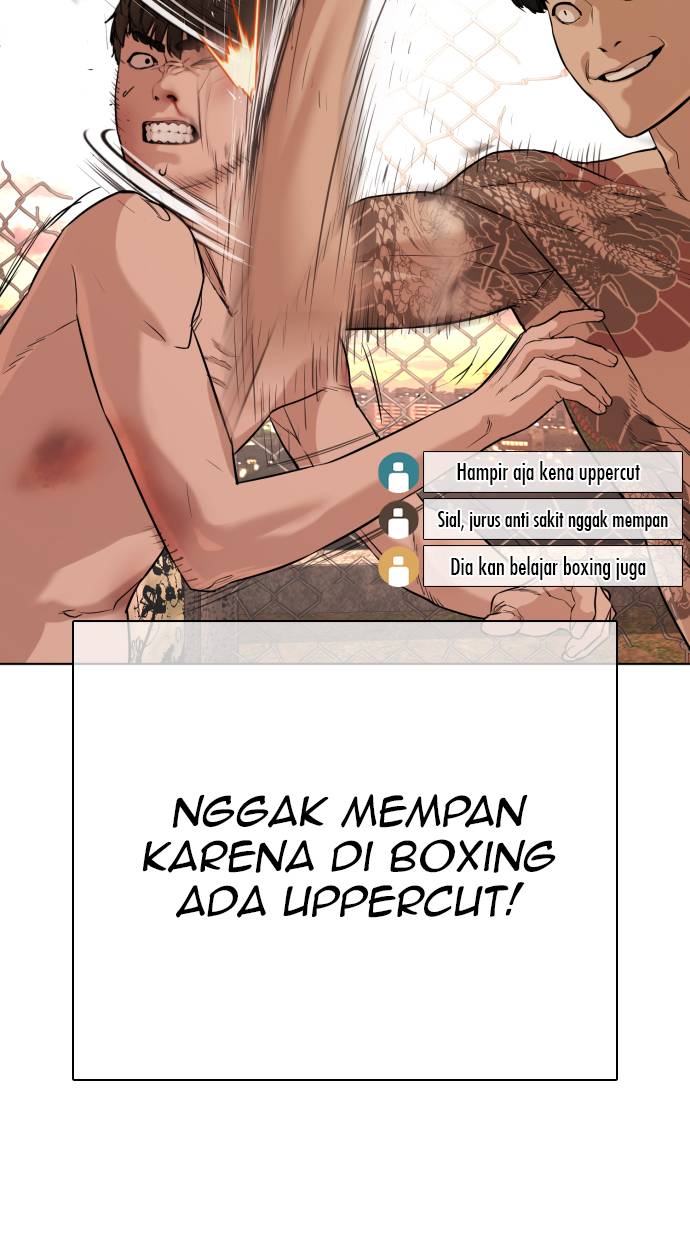 Hampir aja kena uppercut
Sial, jurus anti sakit nggak mempan
Dia kan belajar boxing juga
NGGAK MEMPAN
KARENA DI BOXING
ADA UPPERCUT!